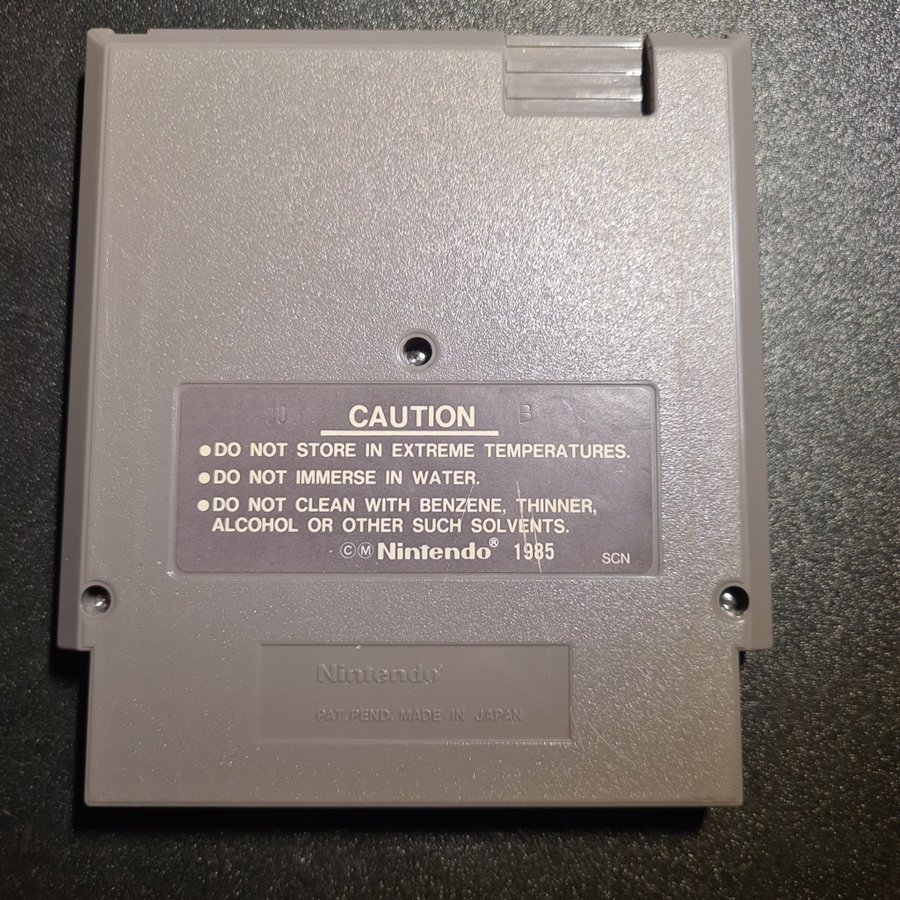 J B
CAUTION
●DO NOT STORE IN EXTREME TEMPERATURES.
●DO NOT IMMERSE IN WATER.
●DO NOT CLEAN WITH BENZENE, THINNER,
ALCOHOL OR OTHER SUCH SOLVENTS.
ⒸⓂNintendo® 1985 SCN
Nintendo®
PAT. PEND. MADE IN JAPAN